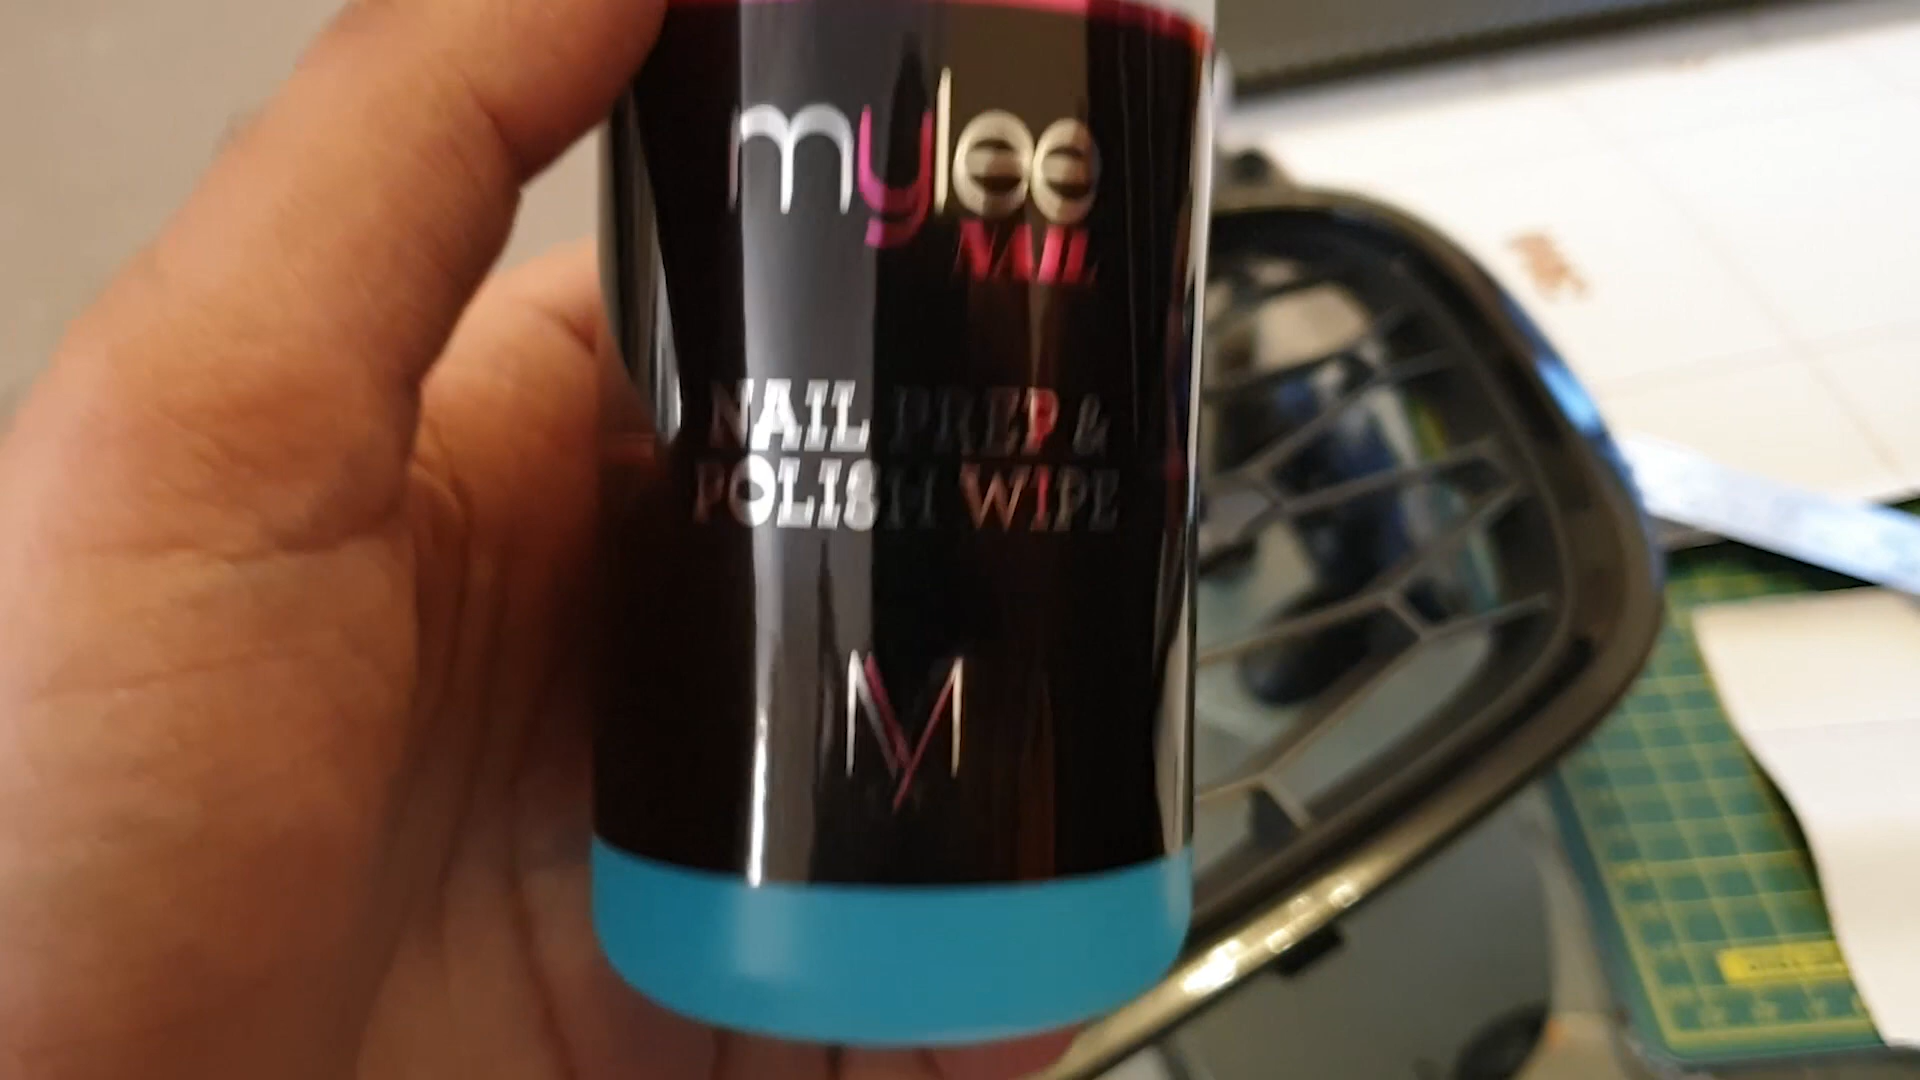 mylee
NAIL
NAIL PREP &
POLISH WIPE
M